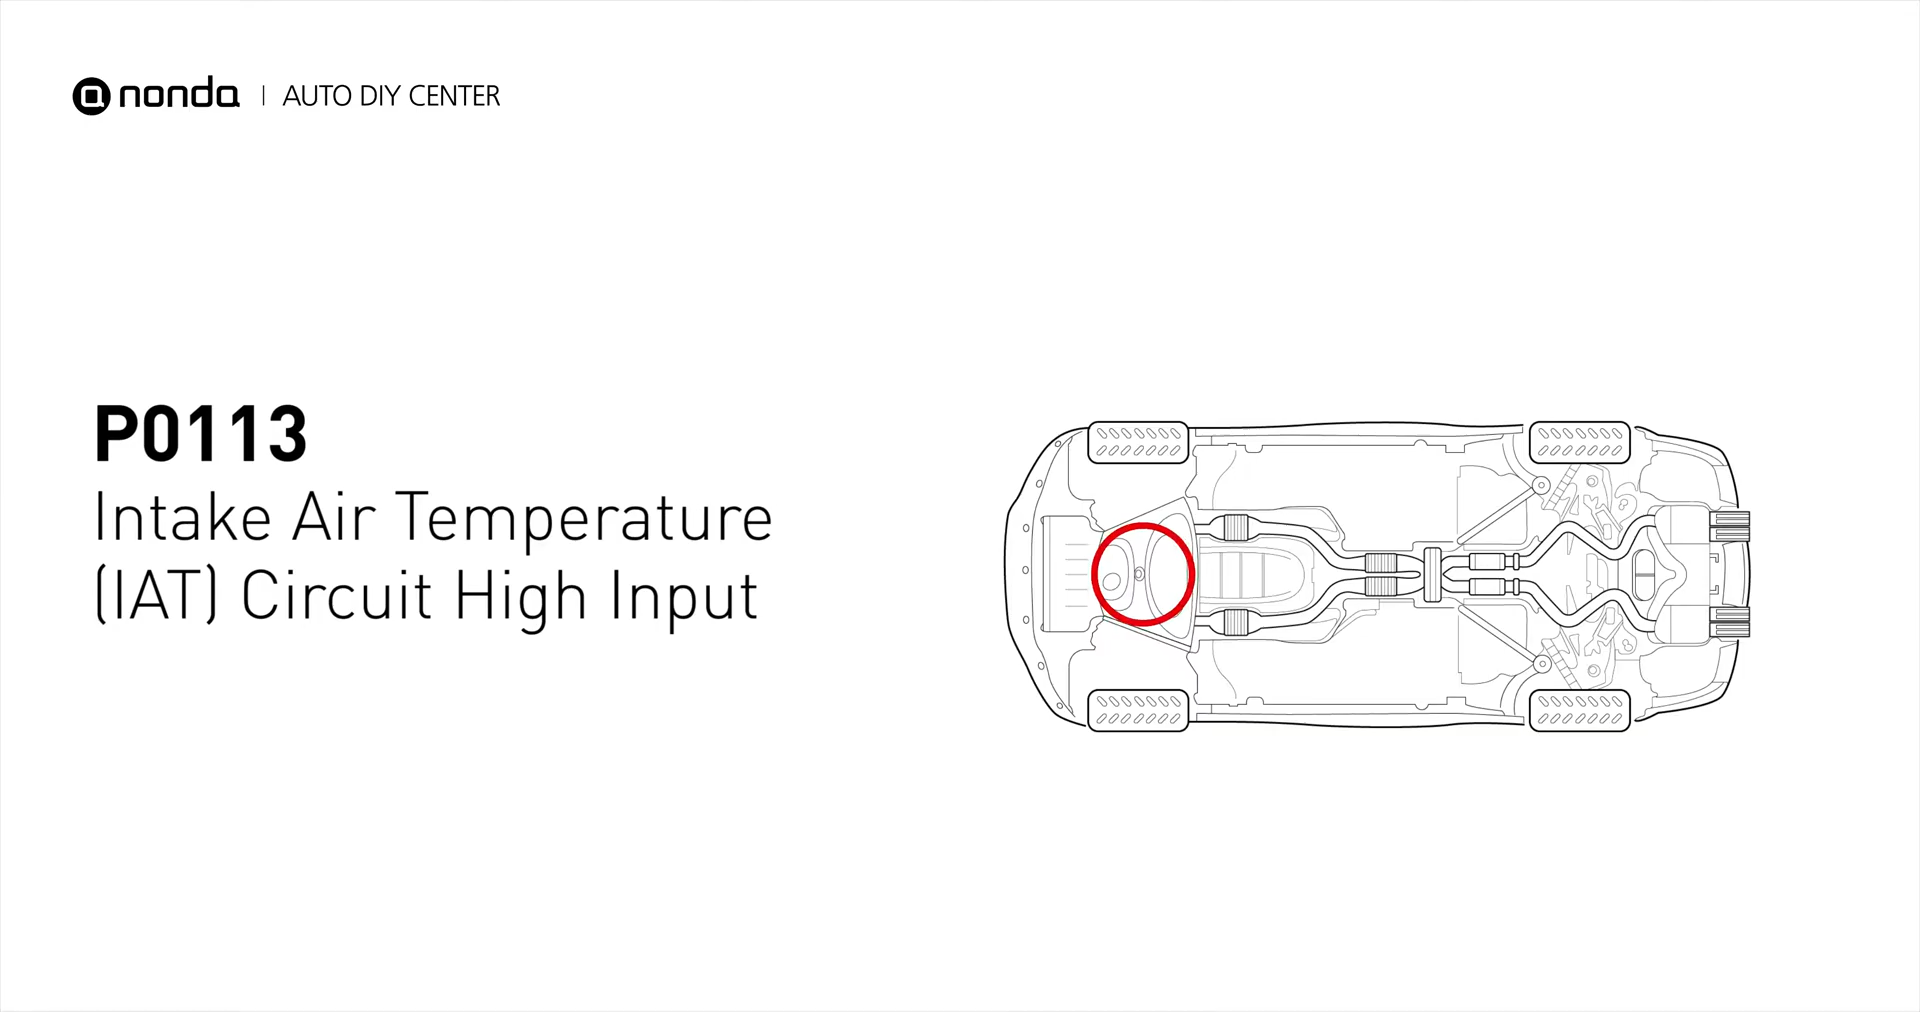 nonda | AUTO DIY CENTER
P0113
Intake Air Temperature
(IAT) Circuit High Input